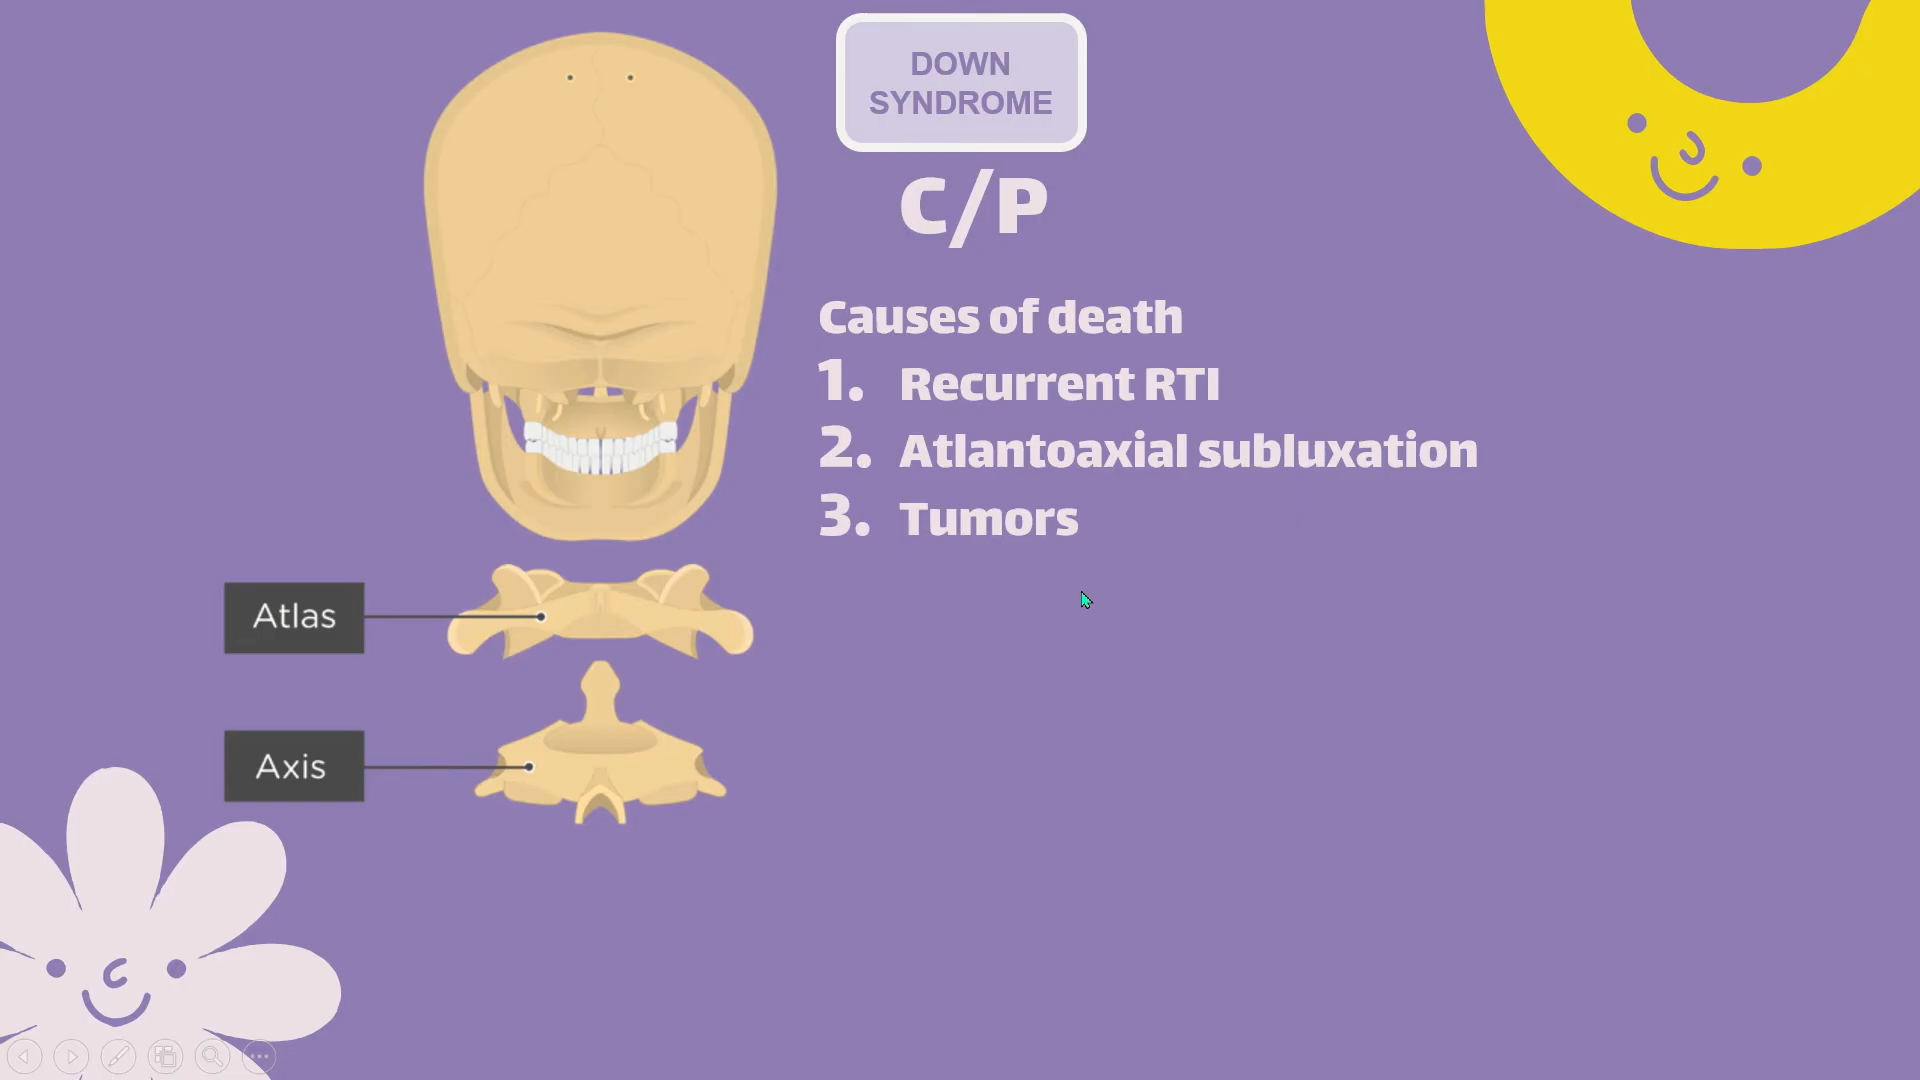 DOWN
SYNDROME
C/P
Causes of death
1. Recurrent RTI
2. Atlantoaxial subluxation
3. Tumors
Atlas
Axis